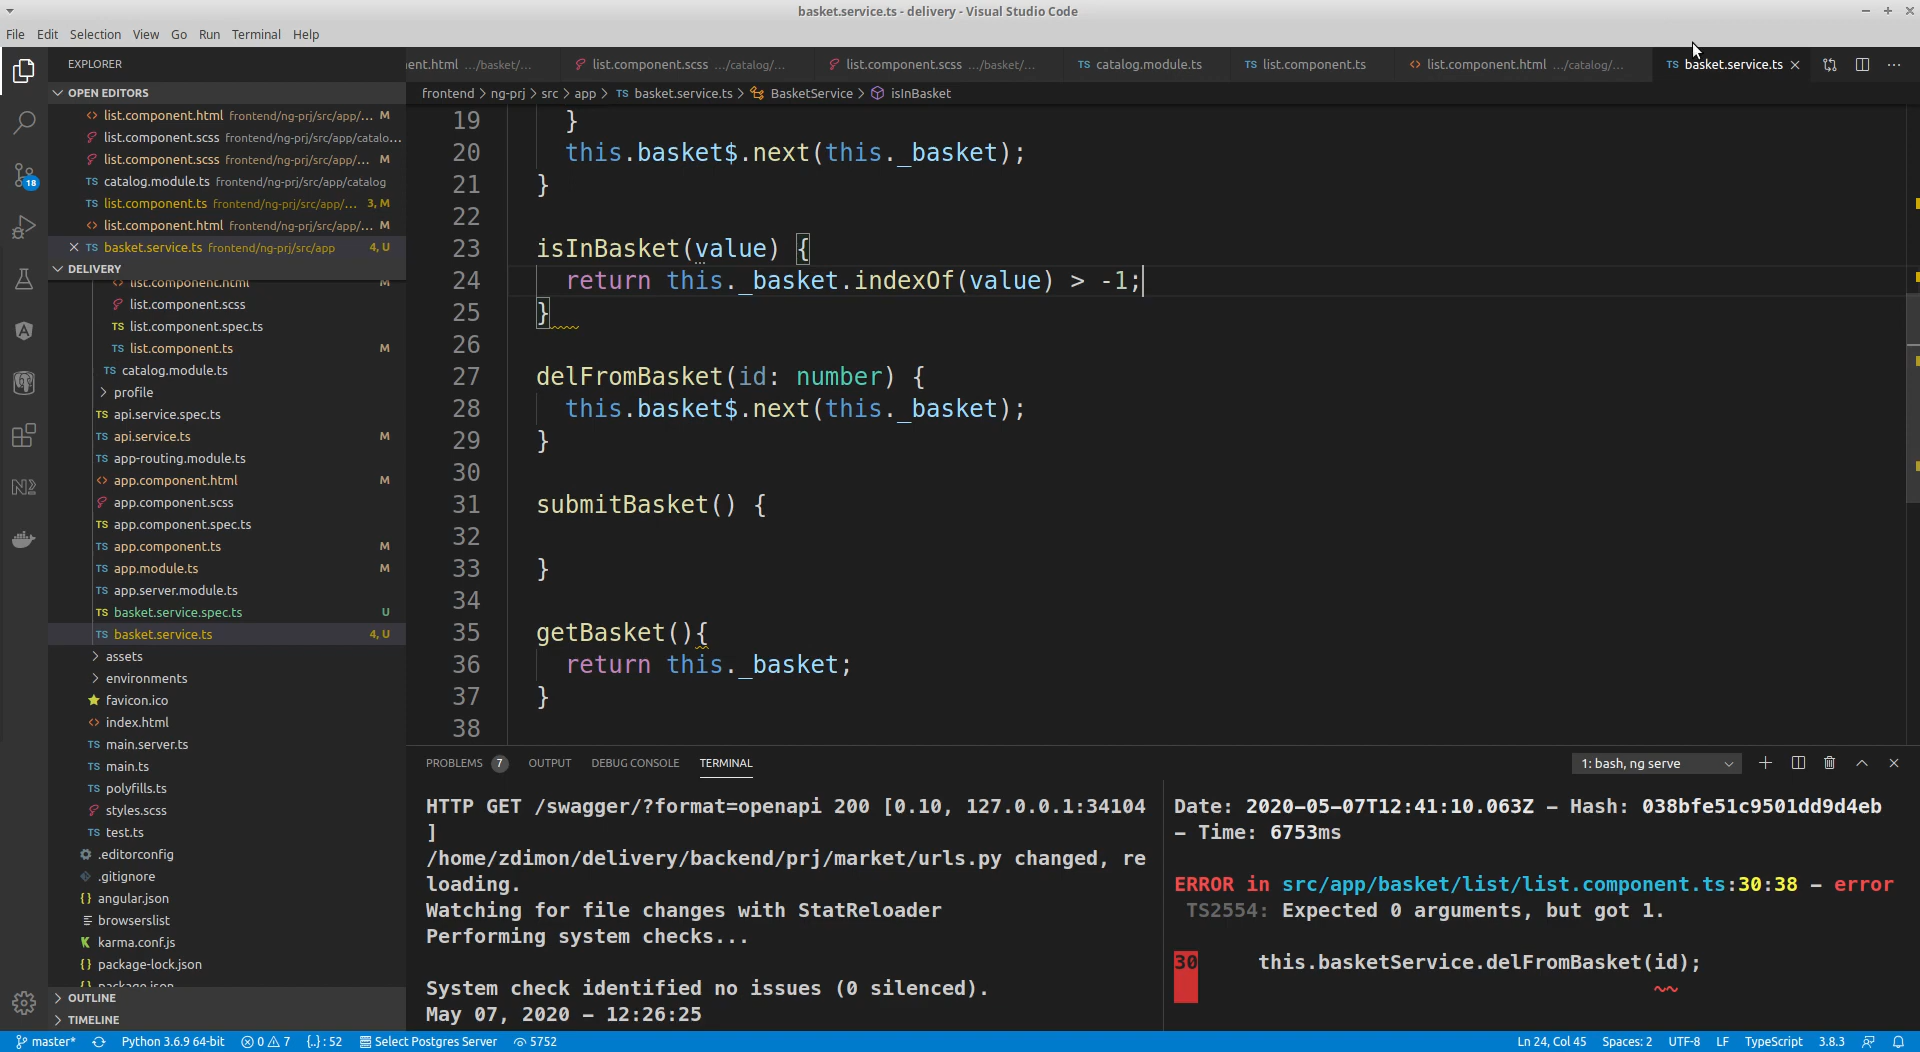 basket.service.ts - delivery - Visual Studio Code
File Edit Selection View Go Run Terminal Help
EXPLORER
OPEN EDITORS
list.component.html frontend/ng-prj/src/app/... M
list.component.scss frontend/ng-prj/src/app/catalo...
list.component.scss frontend/ng-prj/src/app/... M
catalog.module.ts frontend/ng-prj/src/app/catalog
list.component.ts frontend/ng-prj/src/app/... 3, M
list.component.html frontend/ng-prj/src/app/... M
basket.service.ts frontend/ng-prj/src/app 4, U
DELIVERY
list.component.html M
list.component.scss
list.component.spec.ts
list.component.ts M
catalog.module.ts
profile
api.service.spec.ts
api.service.ts M
app-routing.module.ts
app.component.html M
app.component.scss
app.component.spec.ts
app.component.ts M
app.module.ts M
app.server.module.ts
basket.service.spec.ts U
basket.service.ts 4, U
assets
environments
favicon.ico
index.html
main.server.ts
main.ts
polyfills.ts
styles.scss
test.ts
.editorconfig
.gitignore
angular.json
browserslist
karma.conf.js
package-lock.json
package.json
OUTLINE
TIMELINE
nent.html .../basket/... list.component.scss .../catalog/... list.component.scss .../basket/... TS catalog.module.ts TS list.component.ts list.component.html .../catalog/... TS basket.service.ts
frontend > ng-prj > src > app > TS basket.service.ts > BasketService > isInBasket
19 }
20 this.basket$.next(this._basket);
21 }
22
23 isInBasket(value) {
24 return this._basket.indexOf(value) > -1;
25 }
26
27 delFromBasket(id: number) {
28 this.basket$.next(this._basket);
29 }
30
31 submitBasket() {
32
33 }
34
35 getBasket(){
36 return this._basket;
37 }
38
PROBLEMS 7 OUTPUT DEBUG CONSOLE TERMINAL 1: bash, ng serve
HTTP GET /swagger/?format=openapi 200 [0.10, 127.0.0.1:34104
]
/home/zdimon/delivery/backend/prj/market/urls.py changed, re
loading.
Watching for file changes with StatReloader
Performing system checks...
System check identified no issues (0 silenced).
May 07, 2020 - 12:26:25
Date: 2020-05-07T12:41:10.063Z - Hash: 038bfe51c9501dd9d4eb
- Time: 6753ms
ERROR in src/app/basket/list/list.component.ts:30:38 - error
TS2554: Expected 0 arguments, but got 1.
30 this.basketService.delFromBasket(id);
~~
master* Python 3.6.9 64-bit 0 7 {..} : 52 Select Postgres Server 5752 Ln 24, Col 45 Spaces: 2 UTF-8 LF TypeScript 3.8.3